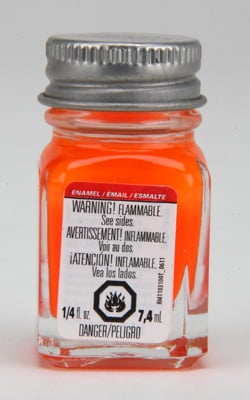 ENAMEL / EMAIL / ESMALTE
WARNING! FLAMMABLE.
See sides.
AVERTISSEMENT! INFLAMMABLE.
Voir au dos.
¡ATENCIÓN! INFLAMABLE.
Vea los lados.
1/4 fl. oz. 7,4 mL
DANGER/PELIGRO